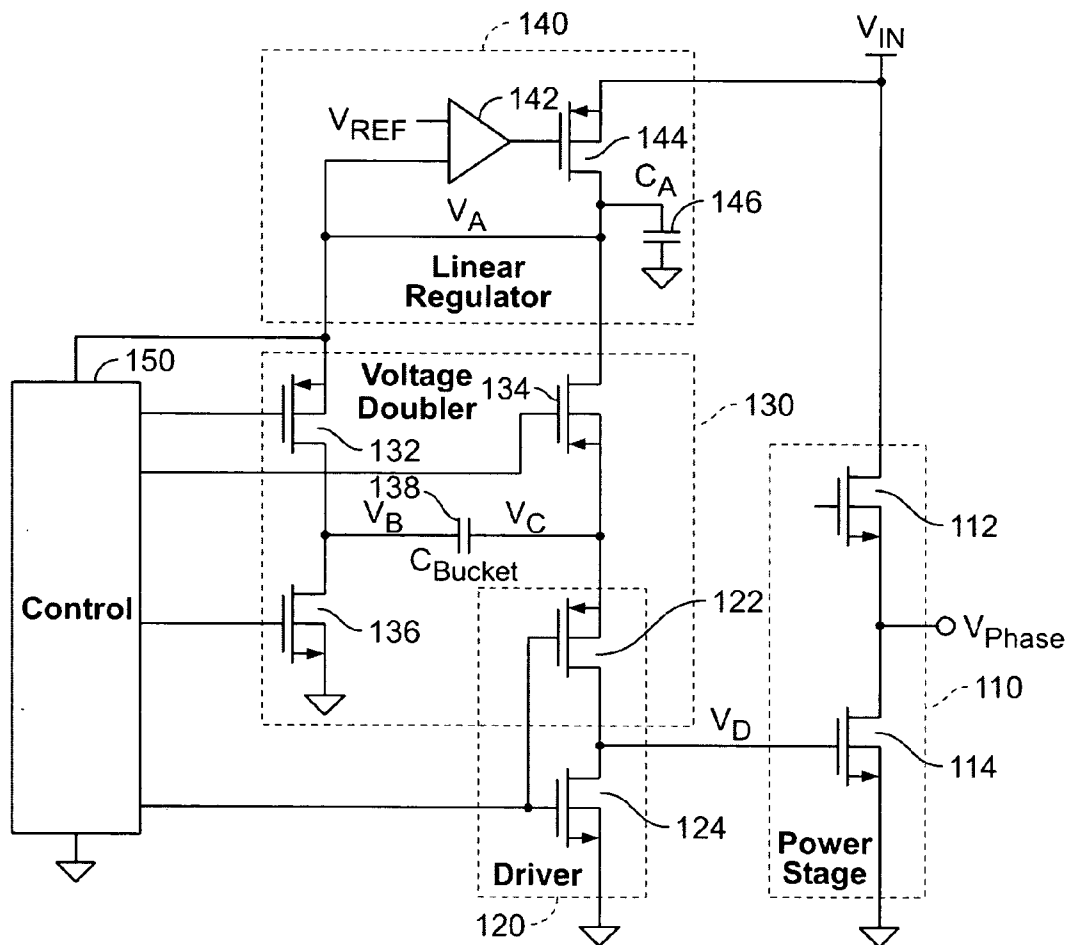 140
V_IN
142
V_REF
144
C_A
146
V_A
Linear
Regulator
150
Voltage
Doubler
134
130
132
138
V_B
V_C
112
C_Bucket
Control
122
136
V_Phase
110
V_D
114
124
Power
Stage
Driver
120